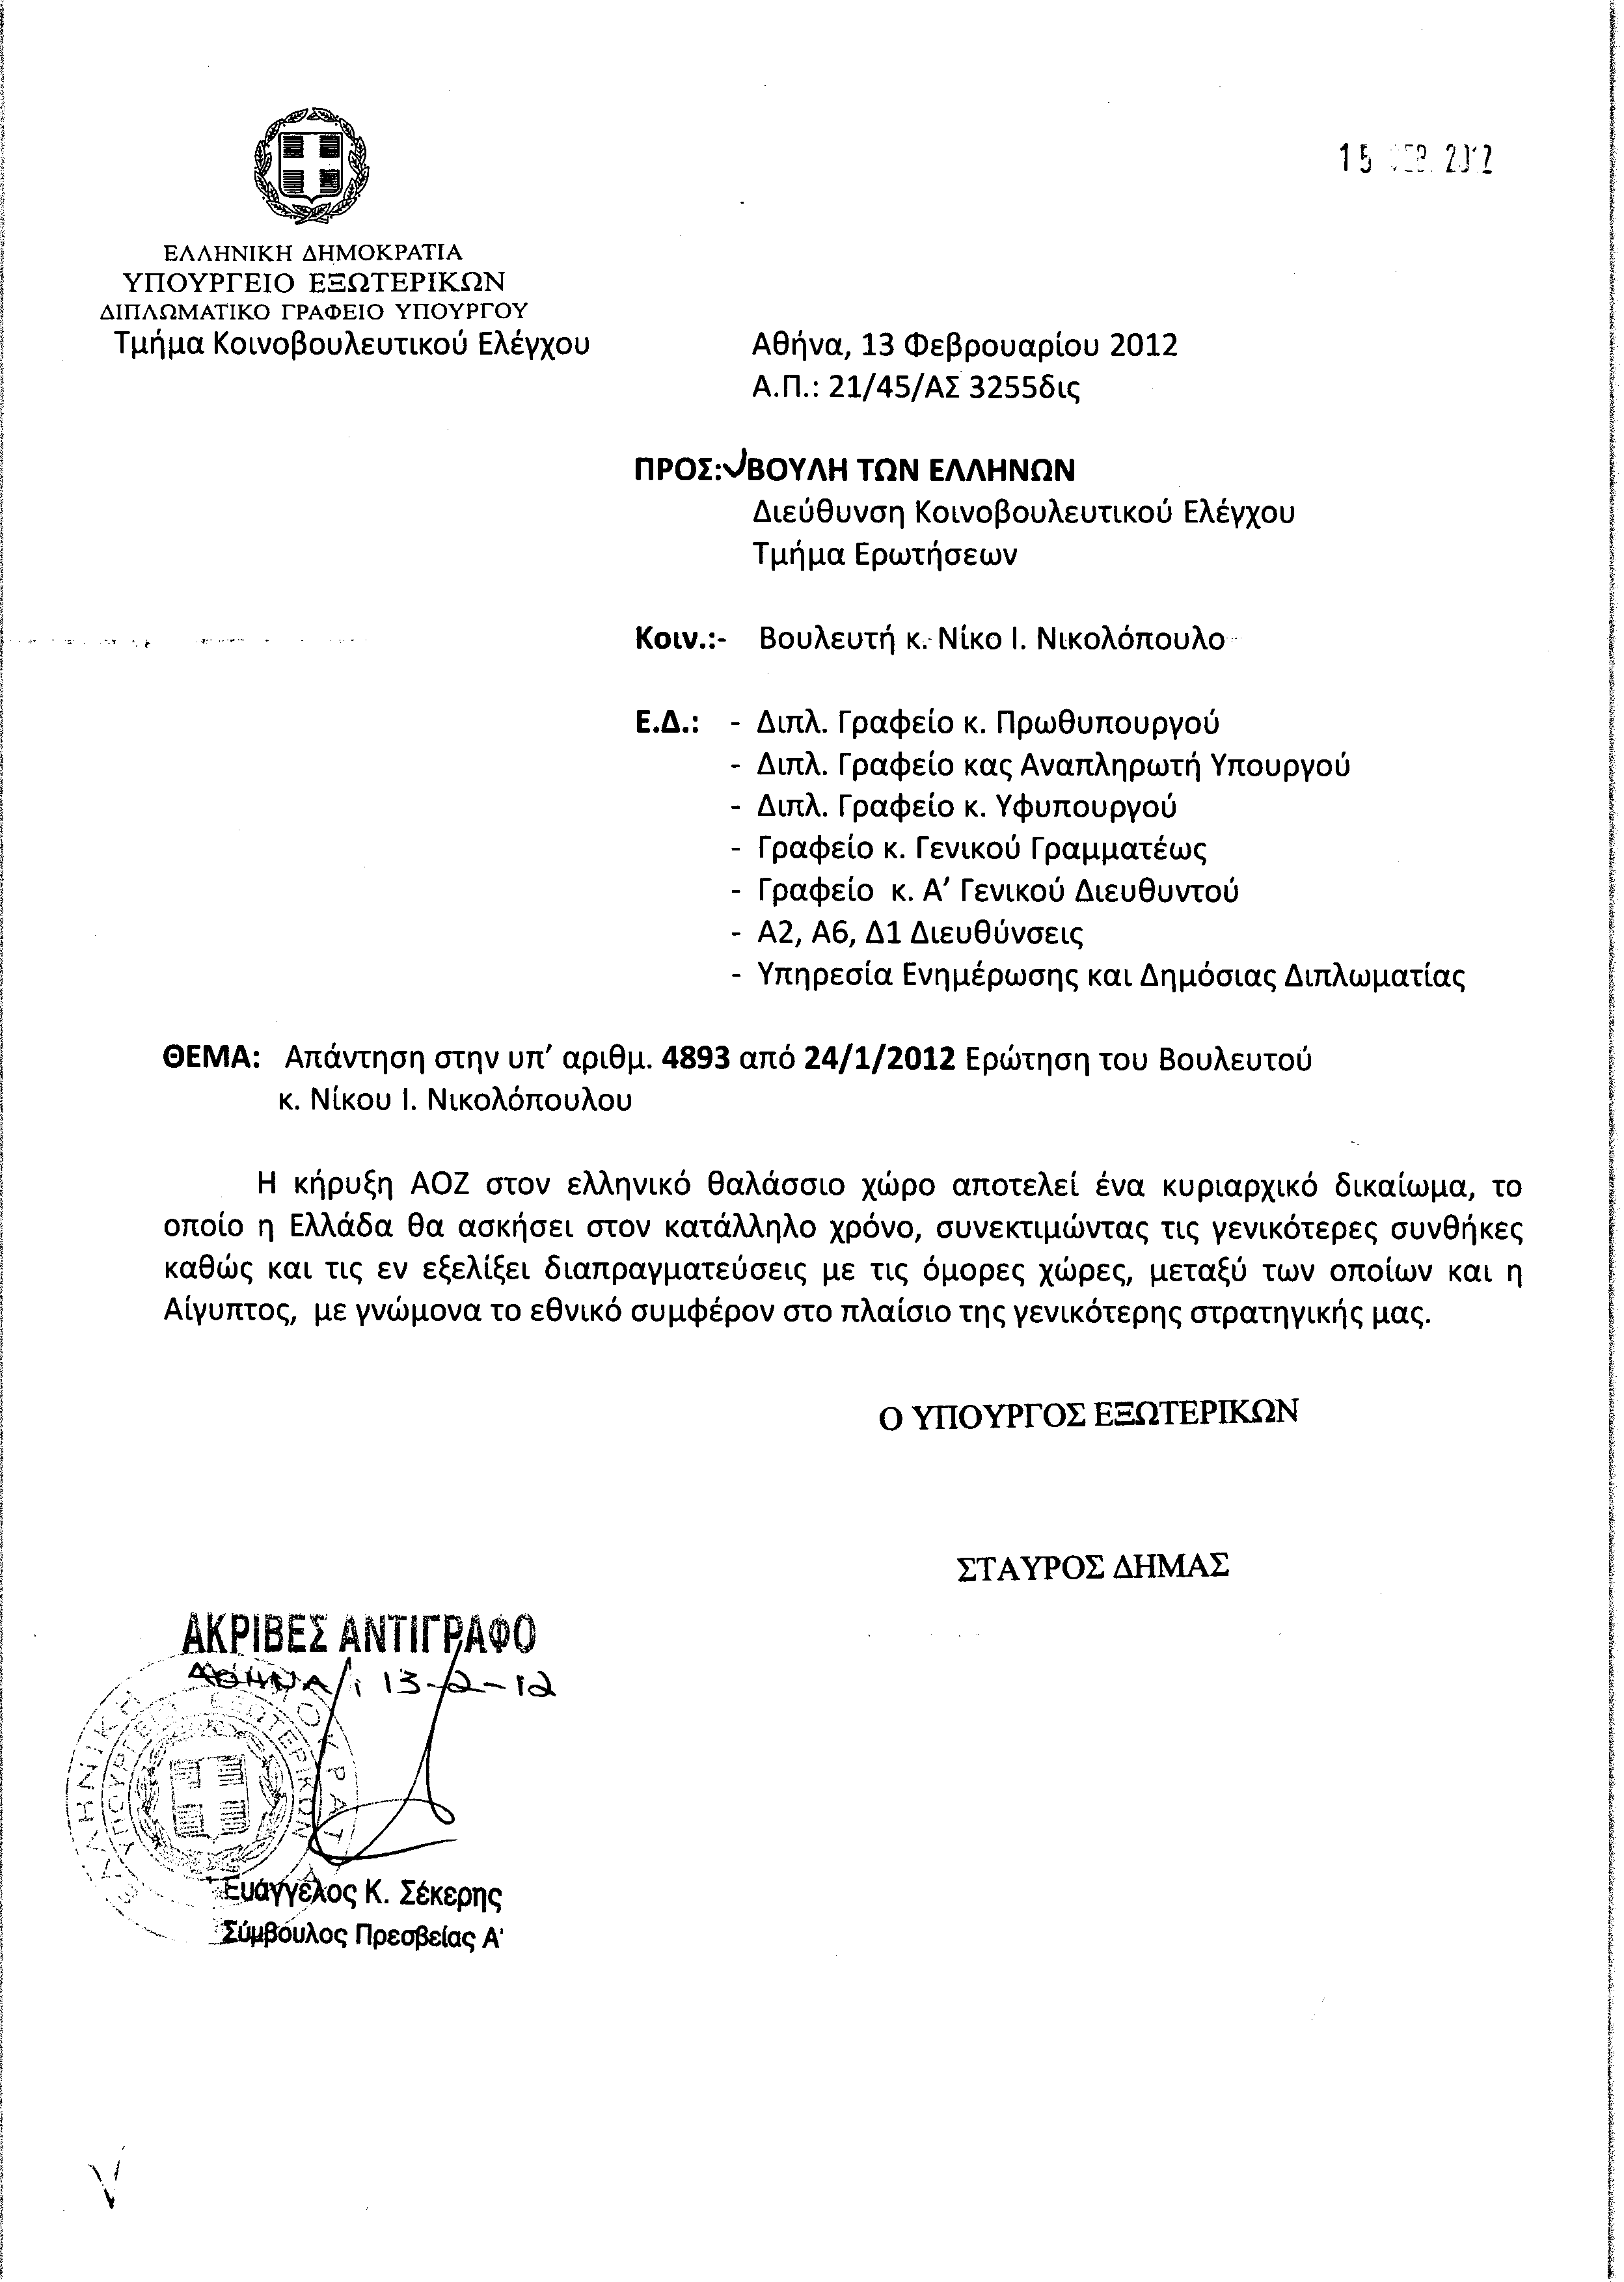 15 ΦΕΒ. 2012
ΕΛΛΗΝΙΚΗ ΔΗΜΟΚΡΑΤΙΑ
ΥΠΟΥΡΓΕΙΟ ΕΞΩΤΕΡΙΚΩΝ
ΔΙΠΛΩΜΑΤΙΚΟ ΓΡΑΦΕΙΟ ΥΠΟΥΡΓΟΥ
Τμήμα Κοινοβουλευτικού Ελέγχου
Αθήνα, 13 Φεβρουαρίου 2012
Α.Π.: 21/45/ΑΣ 3255δις
ΠΡΟΣ: ΒΟΥΛΗ ΤΩΝ ΕΛΛΗΝΩΝ
Διεύθυνση Κοινοβουλευτικού Ελέγχου
Τμήμα Ερωτήσεων
Κοιν.:- Βουλευτή κ. Νίκο Ι. Νικολόπουλο
Ε.Δ.: - Διπλ. Γραφείο κ. Πρωθυπουργού
- Διπλ. Γραφείο κας Αναπληρωτή Υπουργού
- Διπλ. Γραφείο κ. Υφυπουργού
- Γραφείο κ. Γενικού Γραμματέως
- Γραφείο κ. Α' Γενικού Διευθυντού
- Α2, Α6, Δ1 Διευθύνσεις
- Υπηρεσία Ενημέρωσης και Δημόσιας Διπλωματίας
ΘΕΜΑ: Απάντηση στην υπ' αριθμ. 4893 από 24/1/2012 Ερώτηση του Βουλευτού
κ. Νίκου Ι. Νικολόπουλου
Η κήρυξη ΑΟΖ στον ελληνικό θαλάσσιο χώρο αποτελεί ένα κυριαρχικό δικαίωμα, το
οποίο η Ελλάδα θα ασκήσει στον κατάλληλο χρόνο, συνεκτιμώντας τις γενικότερες συνθήκες
καθώς και τις εν εξελίξει διαπραγματεύσεις με τις όμορες χώρες, μεταξύ των οποίων και η
Αίγυπτος, με γνώμονα το εθνικό συμφέρον στο πλαίσιο της γενικότερης στρατηγικής μας.
Ο ΥΠΟΥΡΓΟΣ ΕΞΩΤΕΡΙΚΩΝ
ΣΤΑΥΡΟΣ ΔΗΜΑΣ
ΑΚΡΙΒΕΣ ΑΝΤΙΓΡΑΦΟ
ΑΘΗΝΑ, 13-2-12
ΥΠΟΥΡΓΕΙΟ ΕΞΩΤΕΡΙΚΩΝ
Ευάγγελος Κ. Σέκερης
Σύμβουλος Πρεσβείας Α'